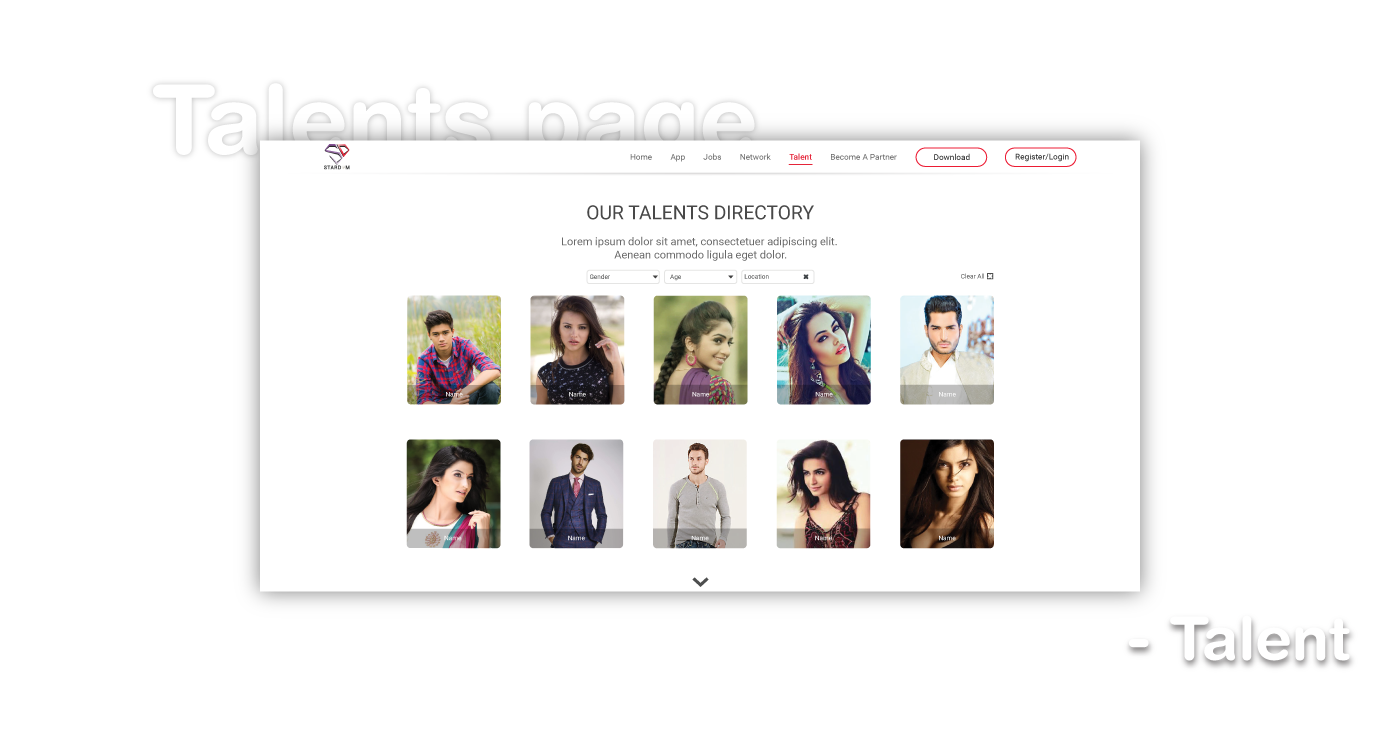 Talents page
STARD M
Home App Jobs Network Talent Become A Partner Download Register/Login
OUR TALENTS DIRECTORY
Lorem ipsum dolor sit amet, consectetuer adipiscing elit.
Aenean commodo ligula eget dolor.
Gender Age Location Clear All
Name Name Name Name Name
Name Name Name Name Name
- Talent